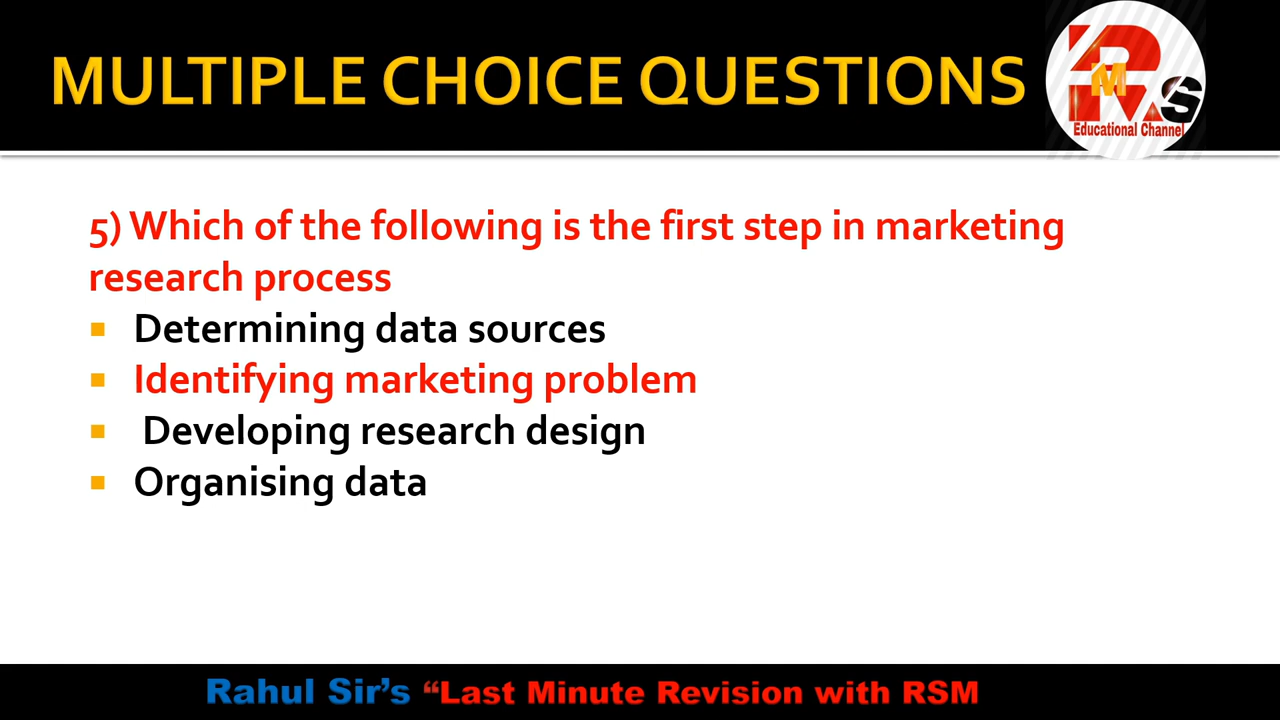 MULTIPLE CHOICE QUESTIONS
RMS
Educational Channel
5) Which of the following is the first step in marketing
research process
Determining data sources
Identifying marketing problem
Developing research design
Organising data
Rahul Sir's “Last Minute Revision with RSM